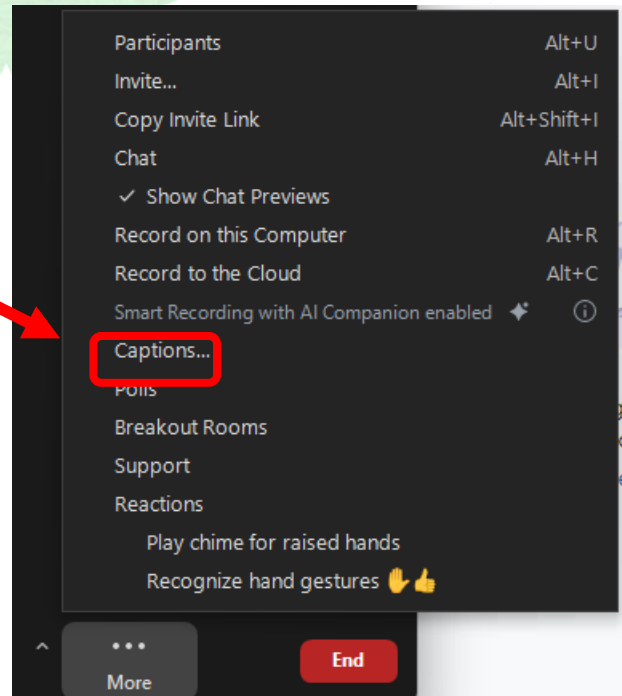 Participants Alt+U
Invite... Alt+I
Copy Invite Link Alt+Shift+I
Chat Alt+H
✓ Show Chat Previews
Record on this Computer Alt+R
Record to the Cloud Alt+C
Smart Recording with AI Companion enabled
Captions...
Polls
Breakout Rooms
Support
Reactions
Play chime for raised hands
Recognize hand gestures ✋👍
More
End